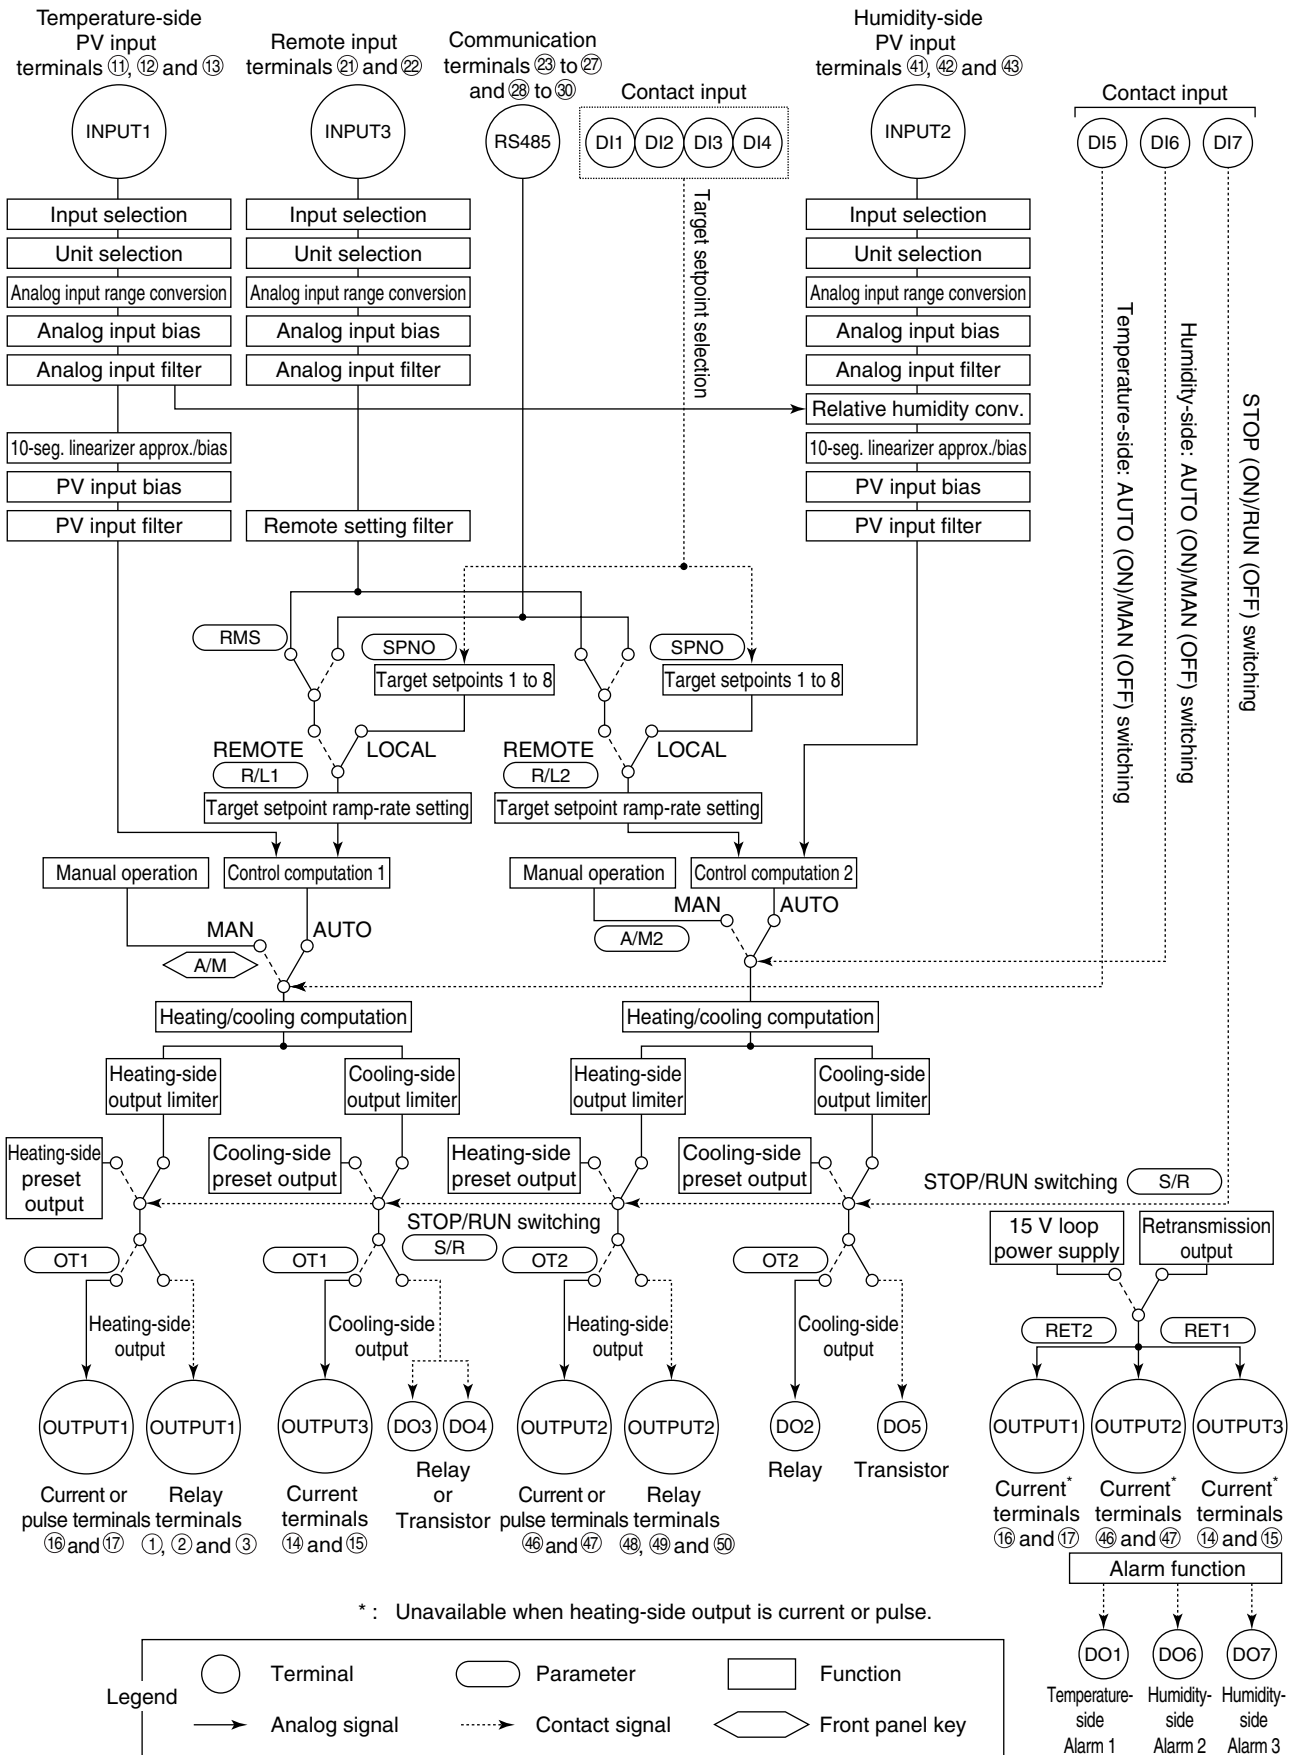 Temperature-side
PV input
terminals ⑪, ⑫ and ⑬
Remote input
terminals ㉑ and ㉒
Communication
terminals ㉓ to ㉗
and ㉘ to ㉚
Contact input
Humidity-side
PV input
terminals ㊶, ㊷ and ㊸
Contact input
INPUT1
INPUT3
RS485
DI1
DI2
DI3
DI4
INPUT2
DI5
DI6
DI7
Input selection
Unit selection
Analog input range conversion
Analog input bias
Analog input filter
10-seg. linearizer approx./bias
PV input bias
PV input filter
Input selection
Unit selection
Analog input range conversion
Analog input bias
Analog input filter
Remote setting filter
Target setpoint selection
Input selection
Unit selection
Analog input range conversion
Analog input bias
Analog input filter
Relative humidity conv.
10-seg. linearizer approx./bias
PV input bias
PV input filter
Temperature-side: AUTO (ON)/MAN (OFF) switching
Humidity-side: AUTO (ON)/MAN (OFF) switching
STOP (ON)/RUN (OFF) switching
RMS
SPNO
SPNO
Target setpoints 1 to 8
Target setpoints 1 to 8
REMOTE
LOCAL
REMOTE
LOCAL
R/L1
R/L2
Target setpoint ramp-rate setting
Target setpoint ramp-rate setting
Manual operation
Control computation 1
Manual operation
Control computation 2
MAN
AUTO
A/M
MAN
AUTO
A/M2
Heating/cooling computation
Heating/cooling computation
Heating-side
output limiter
Cooling-side
output limiter
Heating-side
output limiter
Cooling-side
output limiter
Heating-side
preset
output
Cooling-side
preset output
Heating-side
preset output
Cooling-side
preset output
STOP/RUN switching
S/R
STOP/RUN switching
S/R
OT1
OT1
OT2
OT2
15 V loop
power supply
Retransmission
output
Heating-side
output
Cooling-side
output
Heating-side
output
Cooling-side
output
RET2
RET1
OUTPUT1
OUTPUT1
OUTPUT3
DO3
DO4
OUTPUT2
OUTPUT2
DO2
DO5
OUTPUT1
OUTPUT2
OUTPUT3
Current or
pulse terminals
⑯ and ⑰
Relay
terminals
①, ② and ③
Current
terminals
⑭ and ⑮
Relay
or
Transistor
Current or
pulse terminals
㊻ and ㊼
Relay
terminals
㊽, ㊾ and ㊿
Relay
Transistor
Current*
terminals
⑯ and ⑰
Current*
terminals
㊻ and ㊼
Current*
terminals
⑭ and ⑮
Alarm function
* : Unavailable when heating-side output is current or pulse.
DO1
DO6
DO7
Temperature-
side
Alarm 1
Humidity-
side
Alarm 2
Humidity-
side
Alarm 3
Legend
Terminal
Parameter
Function
Analog signal
Contact signal
Front panel key